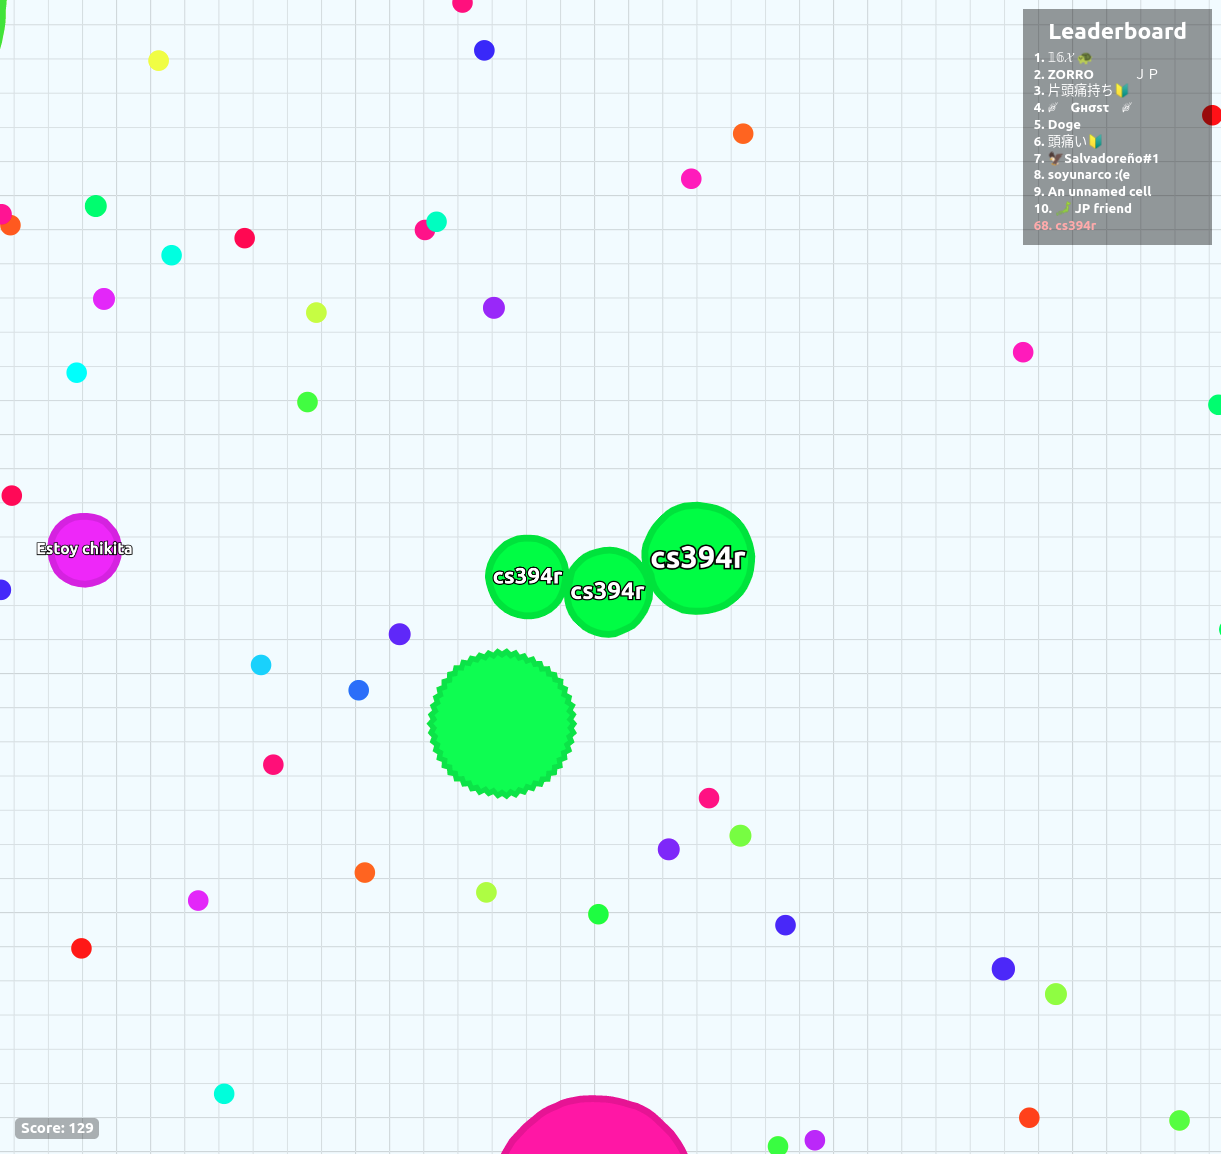 Leaderboard
1. 𝟙𝟞.𝓧 🐢
2. ZORRO ＪＰ
3. 片頭痛持ち🔰
4. Ǥʜσsτ
5. Doge
6. 頭痛い🔰
7. 🦅Salvadoreño#1
8. soyunarco :(e
9. An unnamed cell
10. 🌶️ JP friend
68. cs394r
Estoy chikita
cs394r
cs394r
cs394r
Score: 129